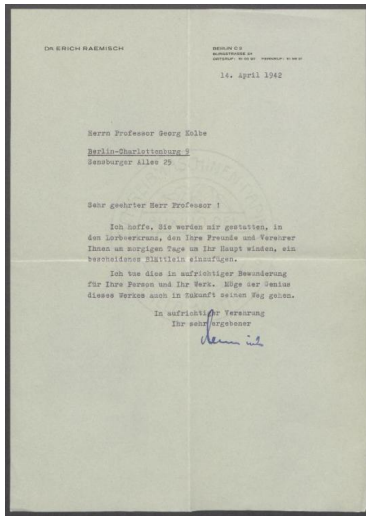 DR. ERICH RAEMISCH
BERLIN C 2
BURGSTRASSE
14. April 1942
Herrn Professor Georg Kolbe
Berlin-Charlottenburg 9
Sensburger Allee 25
Sehr geehrter Herr Professor !
Ich hoffe, Sie werden mir gestatten, in
den Lorbeerkranz, den Ihre Freunde und Verehrer
Ihnen am morgigen Tage um Ihr Haupt winden, ein
bescheidenes Blättlein einzufügen.
Ich tue dies in aufrichtiger Bewunderung
für Ihre Person und Ihr Werk. Möge der Genius
dieses Werkes auch in Zukunft seinen Weg gehen.
In aufrichtiger Verehrung
Ihr sehr ergebener
Raemisch